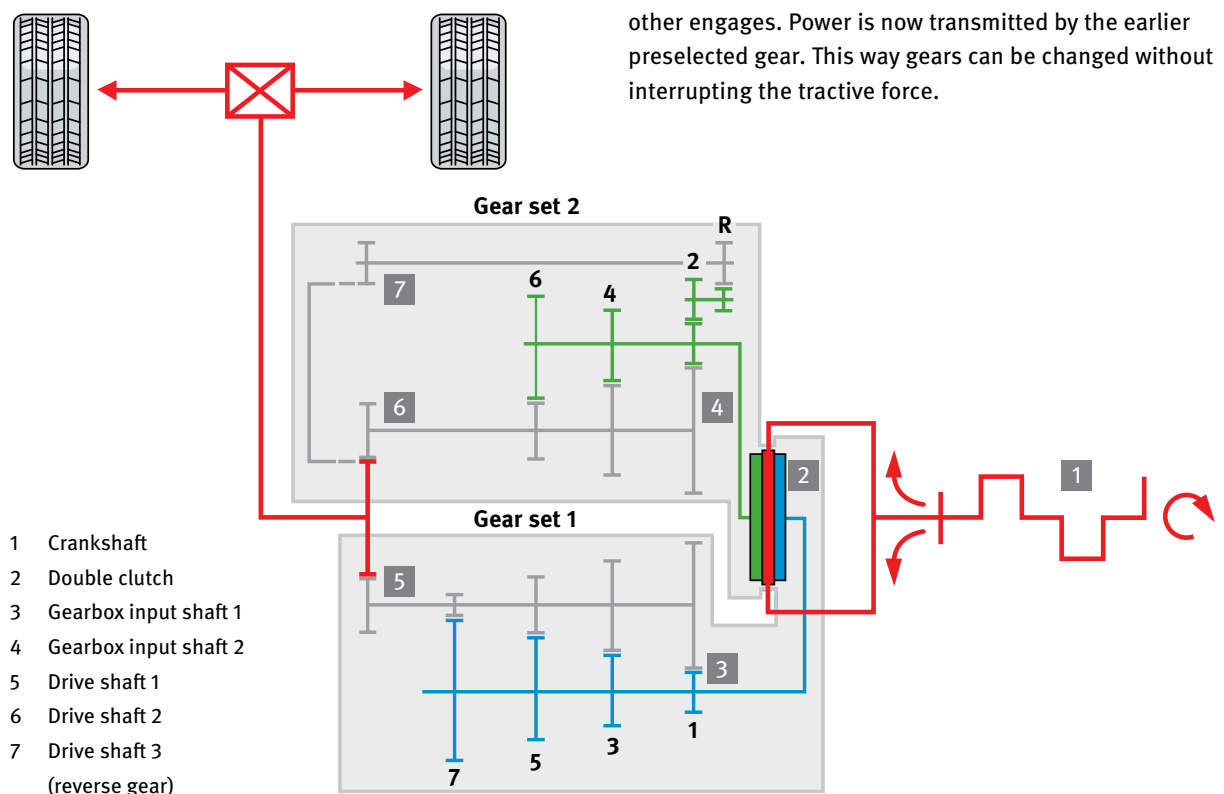 other engages. Power is now transmitted by the earlier
preselected gear. This way gears can be changed without
interrupting the tractive force.
Gear set 2
R
2
6
4
7
6
4
2
1
Gear set 1
5
3
1
3
5
7
1 Crankshaft
2 Double clutch
3 Gearbox input shaft 1
4 Gearbox input shaft 2
5 Drive shaft 1
6 Drive shaft 2
7 Drive shaft 3
(reverse gear)